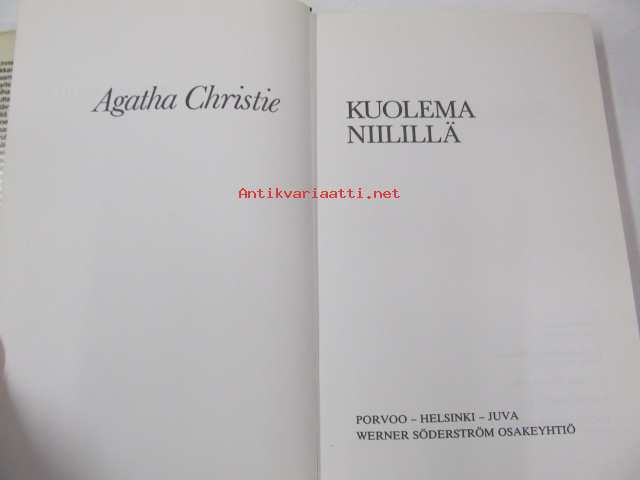 Agatha Christie
KUOLEMA
NIILILLÄ
Antikvariaatti.net
PORVOO – HELSINKI – JUVA
WERNER SÖDERSTRÖM OSAKEYHTIÖ